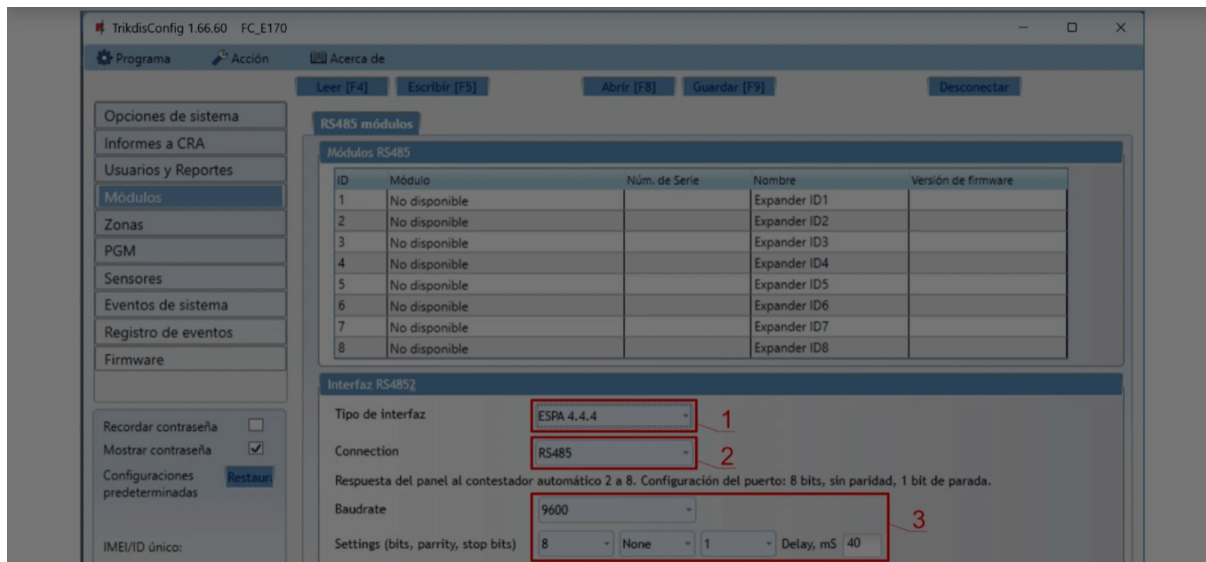 TrikdisConfig 1.66.60 FC_E170
Programa Acción Acerca de
Leer [F4] Escribir [F5] Abrir [F8] Guardar [F9] Desconectar
Opciones de sistema
Informes a CRA
Usuarios y Reportes
Módulos
Zonas
PGM
Sensores
Eventos de sistema
Registro de eventos
Firmware
Recordar contraseña
Mostrar contraseña
Configuraciones
predeterminadas
Restaur
IMEI/ID único:
RS485 módulos
Módulos RS485
ID Módulo Núm. de Serie Nombre Versión de firmware
1 No disponible Expander ID1
2 No disponible Expander ID2
3 No disponible Expander ID3
4 No disponible Expander ID4
5 No disponible Expander ID5
6 No disponible Expander ID6
7 No disponible Expander ID7
8 No disponible Expander ID8
Interfaz RS4852
Tipo de interfaz ESPA 4.4.4 1
Connection RS485 2
Respuesta del panel al contestador automático 2 a 8. Configuración del puerto: 8 bits, sin paridad, 1 bit de parada.
Baudrate 9600 3
Settings (bits, parrity, stop bits) 8 None 1 Delay, mS 40